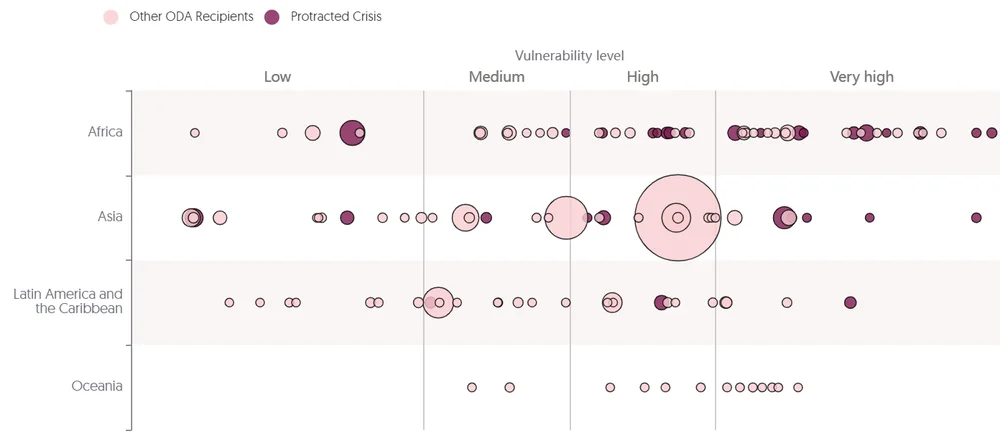 Other ODA Recipients
Protracted Crisis
Vulnerability level
Low
Medium
High
Very high
Africa
Asia
Latin America and
the Caribbean
Oceania